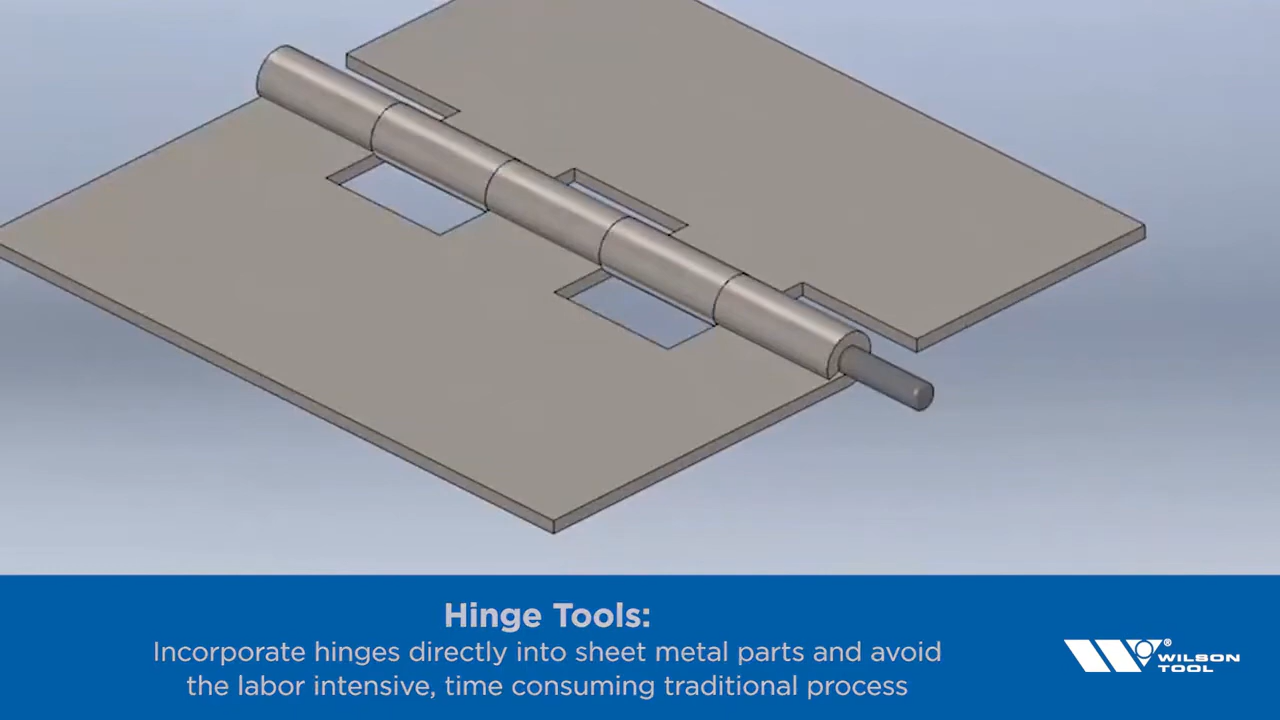 Hinge Tools:
Incorporate hinges directly into sheet metal parts and avoid
the labor intensive, time consuming traditional process
WILSON
TOOL
®